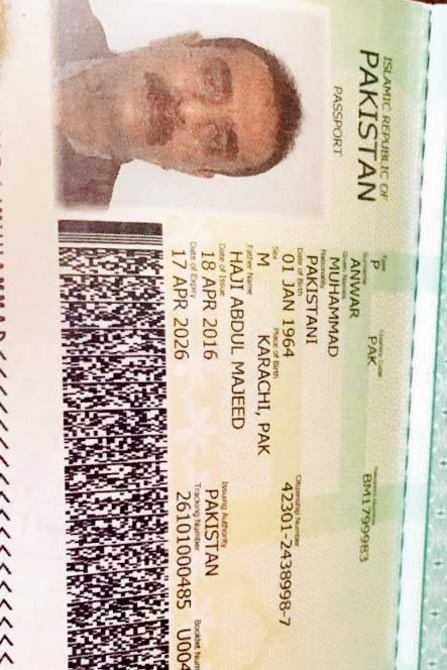 ISLAMIC REPUBLIC OF
PAKISTAN
PASSPORT
Type Country Code Passport Number
P PAK BM1799983
Surname
ANWAR
Given Names
MUHAMMAD
Nationality
PAKISTANI
Date of Birth Citizenship Number
01 JAN 1964 42301-2438998-7
Sex Place of Birth
M KARACHI, PAK
Father Name
HAJI ABDUL MAJEED
Date of Issue Issuing Authority
18 APR 2016 PAKISTAN
Date of Expiry Tracking Number Booklet
17 APR 2026 26101000485